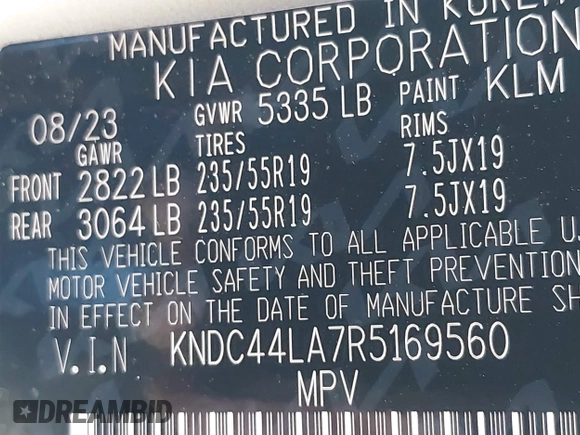 MANUFACTURED IN KOREA
KIA CORPORATION
08/23 GVWR 5335 LB PAINT KLM
GAWR TIRES RIMS
FRONT 2822 LB 235/55R19 7.5JX19
REAR 3064 LB 235/55R19 7.5JX19
THIS VEHICLE CONFORMS TO ALL APPLICABLE U.
MOTOR VEHICLE SAFETY AND THEFT PREVENTION
IN EFFECT ON THE DATE OF MANUFACTURE SH
V.I.N KNDC44LA7R5169560
MPV
DREAMBID